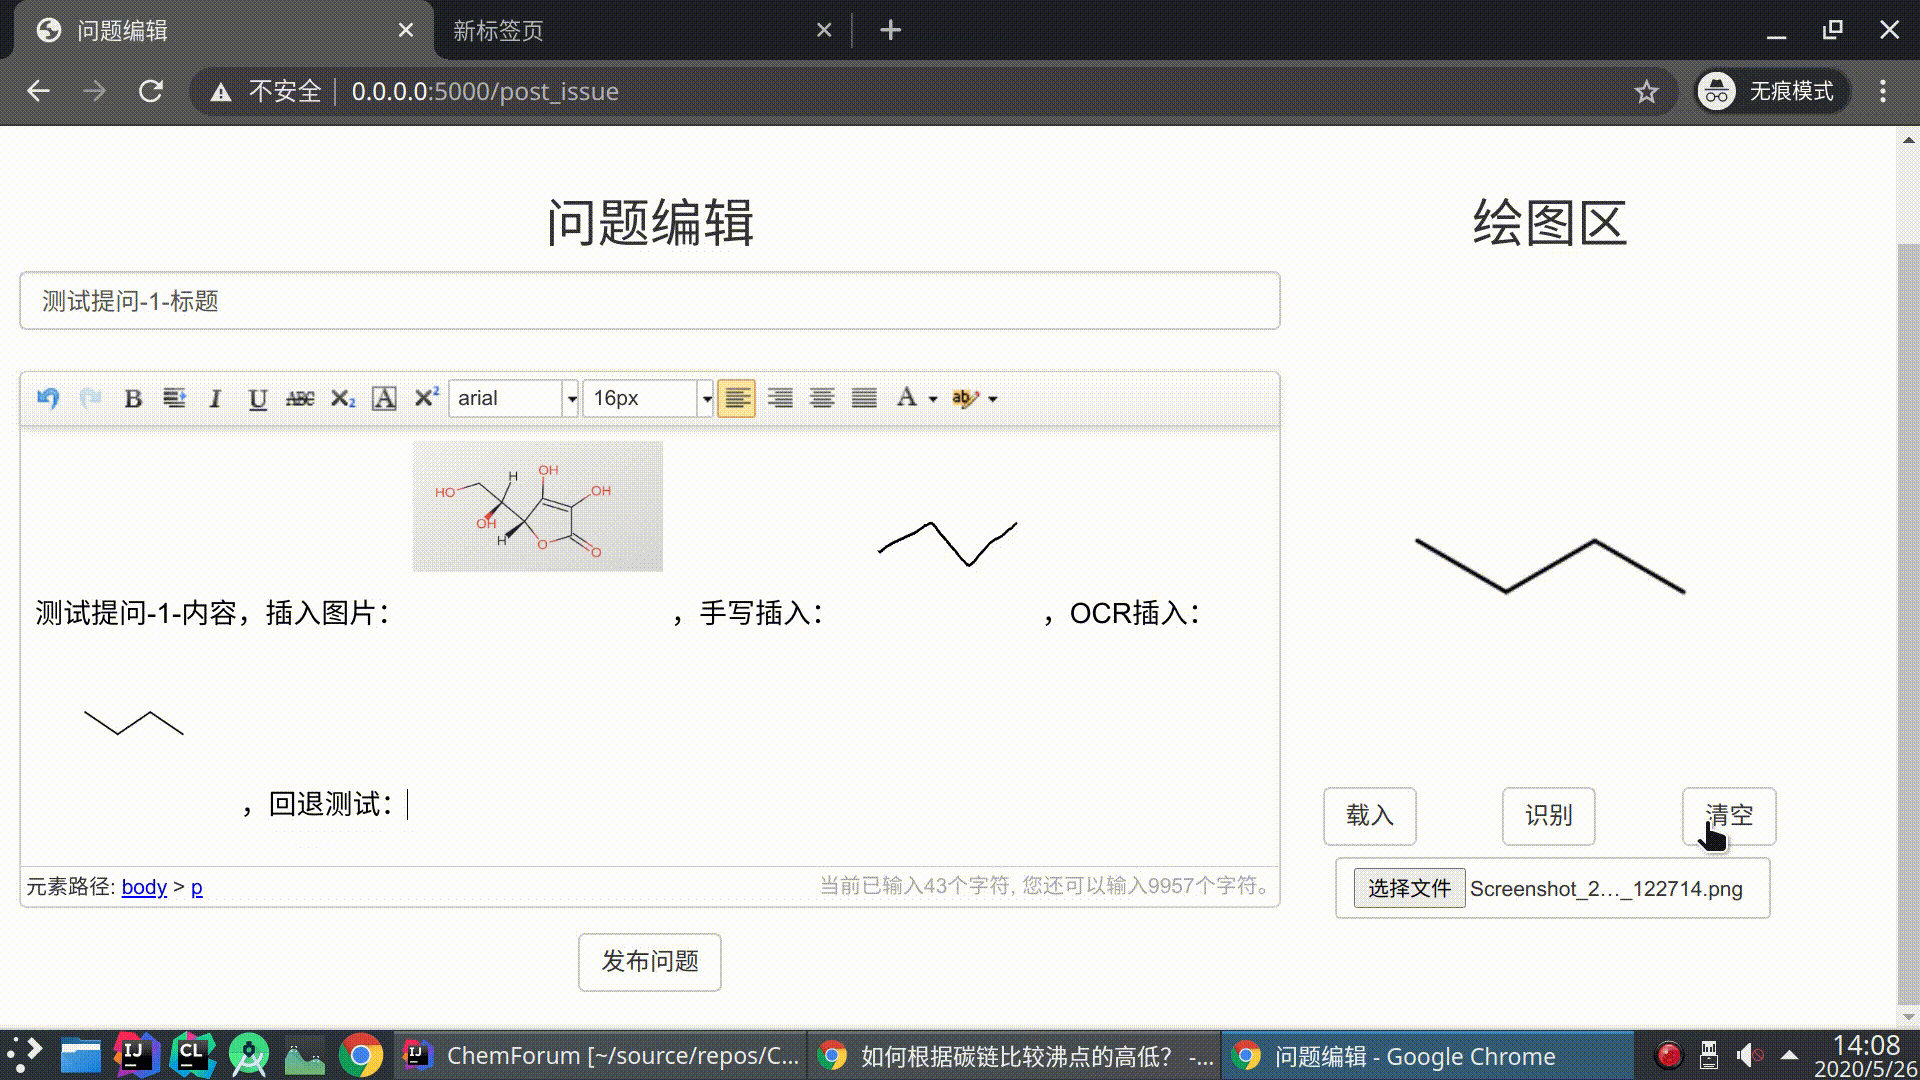 问题编辑
新标签页
不安全 0.0.0.0:5000/post_issue
无痕模式
问题编辑
绘图区
测试提问-1-标题
B I U ABC X₂ A X² arial 16px A ab
H OH
HO OH
OH
H O O
测试提问-1-内容，插入图片： ，手写插入： ，OCR插入：
，回退测试：
载入 识别 清空
元素路径: body > p
当前已输入43个字符, 您还可以输入9957个字符。
选择文件 Screenshot_2…_122714.png
发布问题
IJ CL IJ ChemForum [~/source/repos/C...
如何根据碳链比较沸点的高低？ -...
问题编辑 - Google Chrome
14:08
2020/5/26